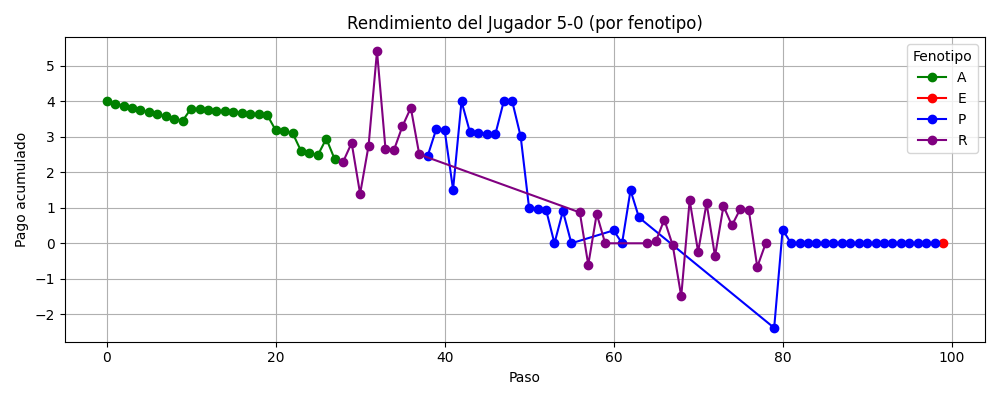 Rendimiento del Jugador 5-0 (por fenotipo)
Fenotipo
A
E
P
R
Pago acumulado
5
4
3
2
1
0
−1
−2
0 20 40 60 80 100
Paso